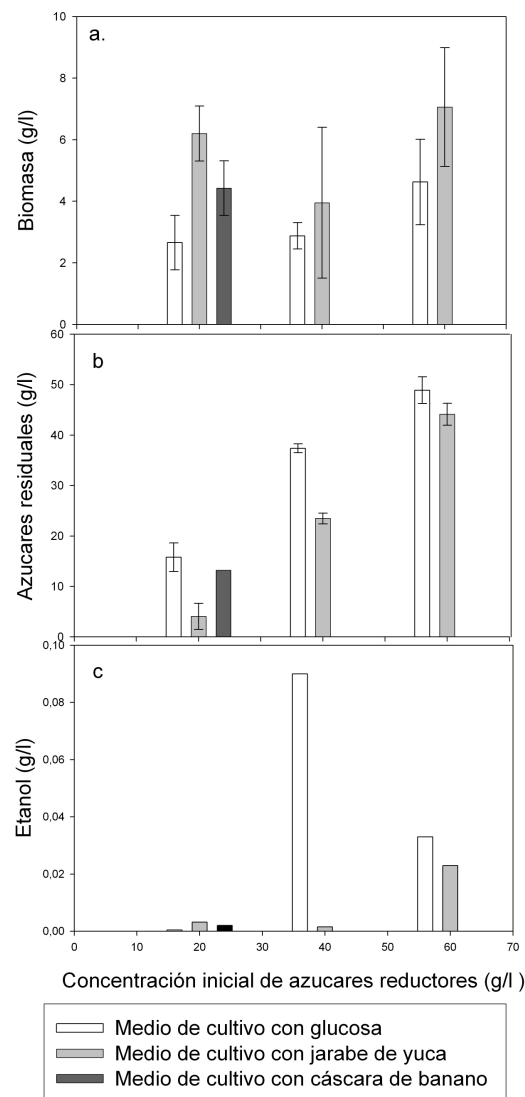 a.
Biomasa (g/l)
10
8
6
4
2
0
b
Azucares residuales (g/l)
60
50
40
30
20
10
0
c
Etanol (g/l)
0,10
0,08
0,06
0,04
0,02
0,00
0 10 20 30 40 50 60 70
Concentración inicial de azucares reductores (g/l )
Medio de cultivo con glucosa
Medio de cultivo con jarabe de yuca
Medio de cultivo con cáscara de banano